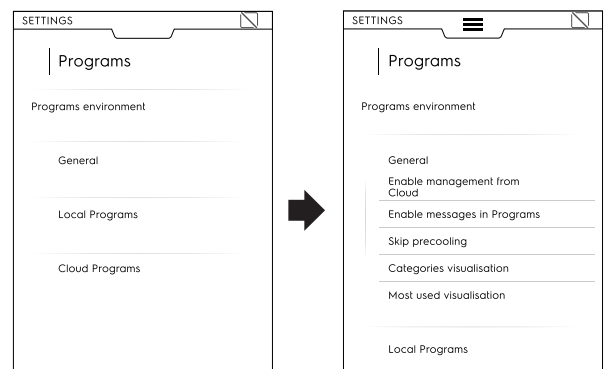 SETTINGS
Programs
Programs environment
General
Local Programs
Cloud Programs
SETTINGS
Programs
Programs environment
General
Enable management from
Cloud
Enable messages in Programs
Skip precooling
Categories visualisation
Most used visualisation
Local Programs